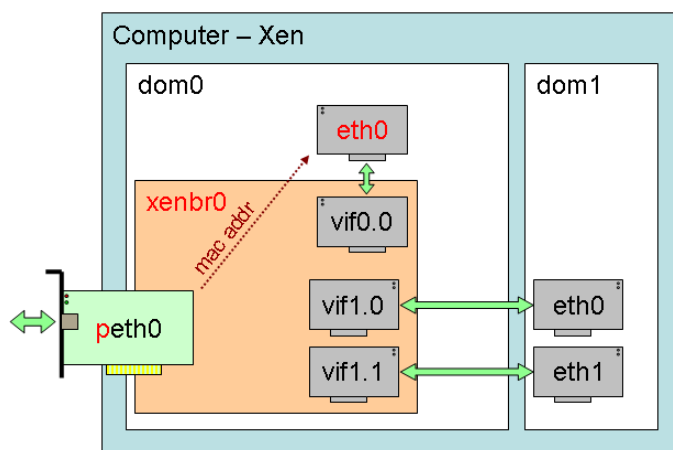 Computer – Xen
dom0
dom1
eth0
xenbr0
mac addr
vif0.0
peth0
vif1.0
eth0
vif1.1
eth1